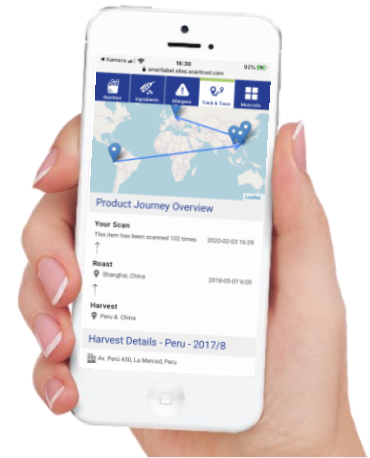 Kamera 16:30 92%
smartlabel.sites.scantrust.com
Nutrition Ingredients Allergens Track & Trace More Info
Leaflet
Product Journey Overview
Your Scan
This item has been scanned 102 times 2020-02-03 16:29
Roast
Shanghai, China 2018-05-07 6:00
Harvest
Peru & China
Harvest Details - Peru - 2017/8
Av. Perú 430, La Merced, Peru